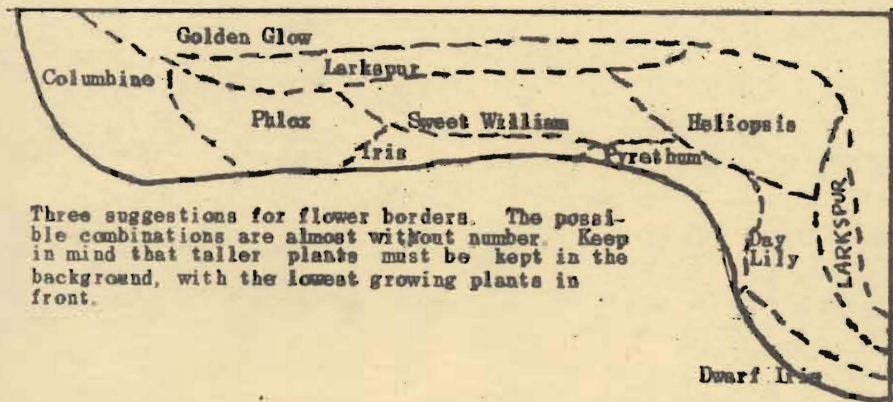 Golden Glow
Larkspur
Columbine
Phlox
Sweet William
Heliopsis
Iris
Pyrethum
Three suggestions for flower borders. The possi-
ble combinations are almost without number. Keep
in mind that taller plants must be kept in the
background, with the lowest growing plants in
front.
Day
Lily
LARKSPUR
Dwarf Iris